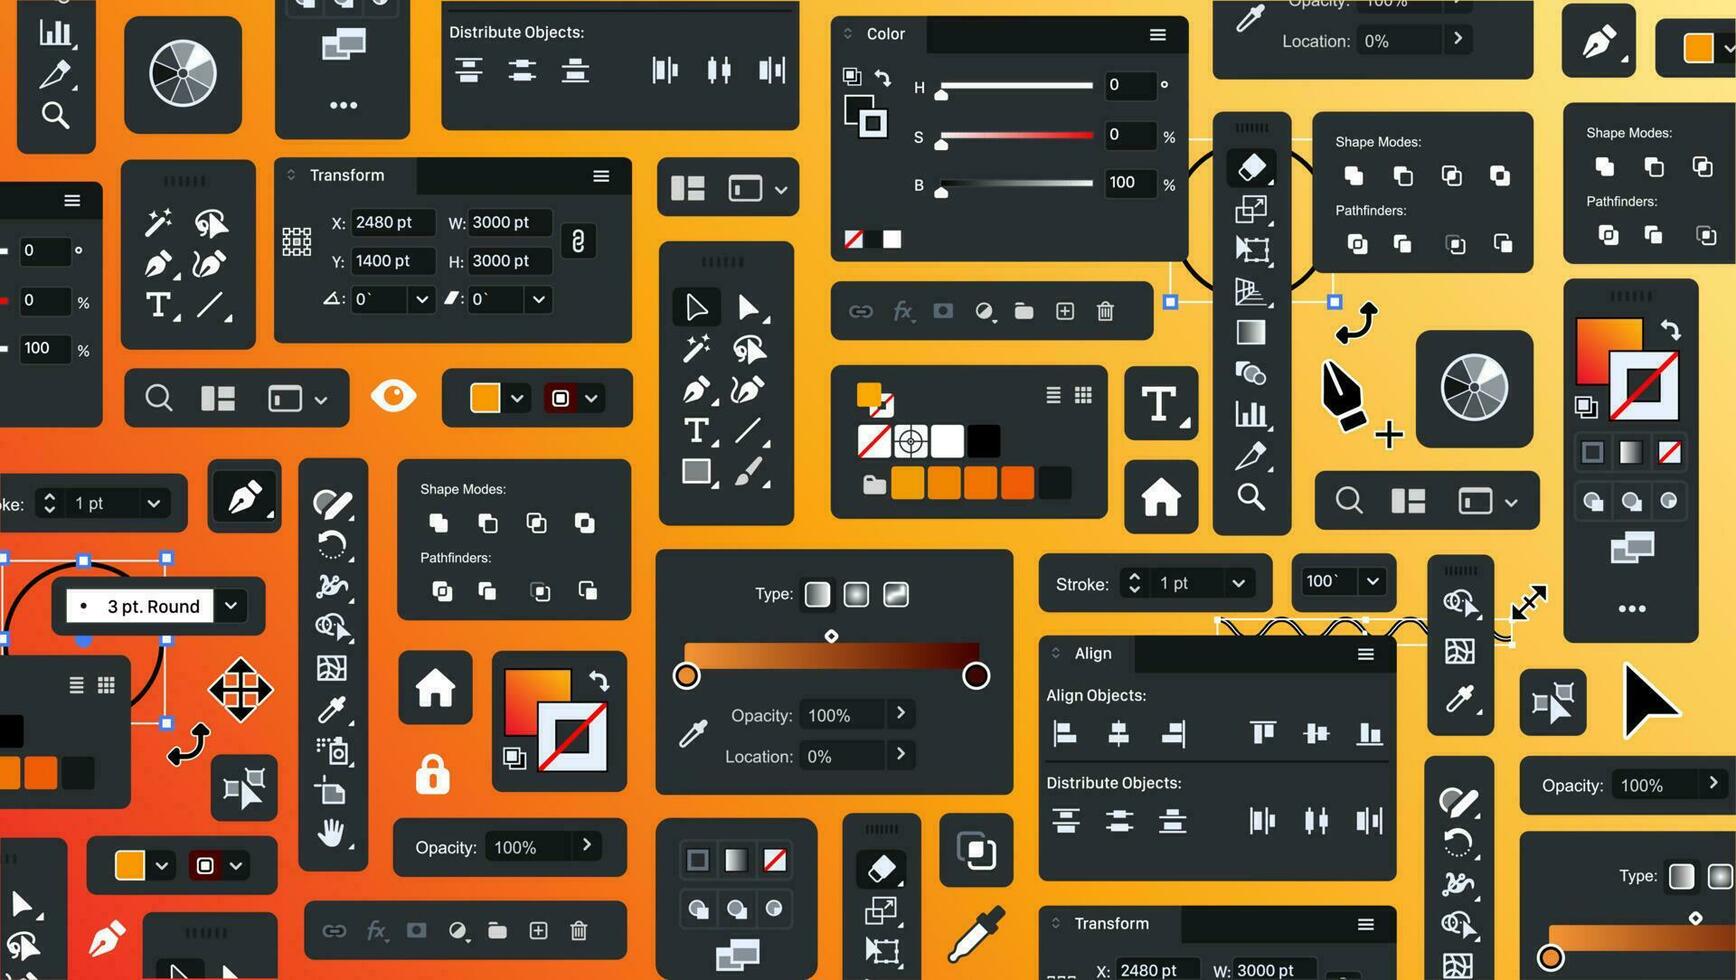 Distribute Objects:
Color
H 0 °
S 0 %
B 100 %
Opacity: 100%
Location: 0%
Shape Modes:
Pathfinders:
Shape Modes:
Pathfinders:
0 °
0 %
100 %
Transform
X: 2480 pt W: 3000 pt
Y: 1400 pt H: 3000 pt
0` 0`
T
fx
T
T
ke: 1 pt
3 pt. Round
Shape Modes:
Pathfinders:
Type:
Opacity: 100%
Location: 0%
Stroke: 1 pt
100`
Align
Align Objects:
Distribute Objects:
Opacity: 100%
Opacity: 100%
fx
Type:
Transform
X: 2480 pt W: 3000 pt